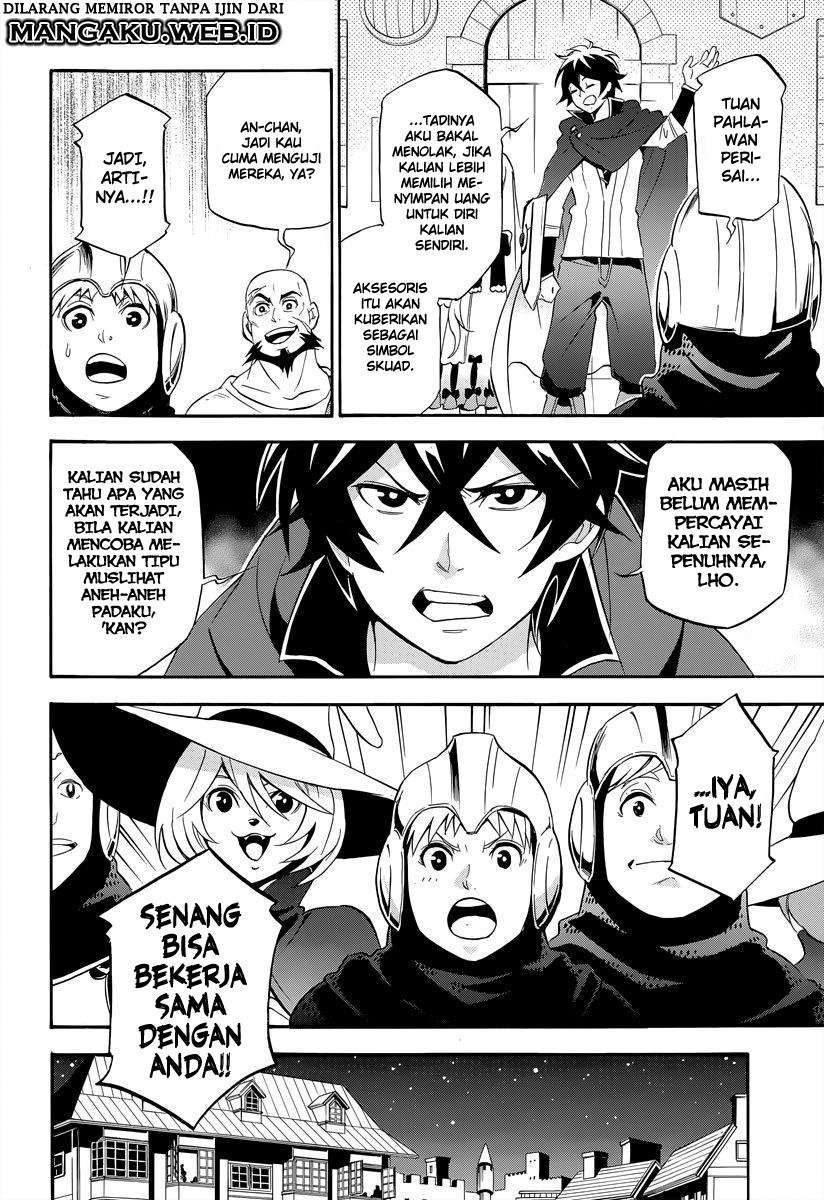 DILARANG MEMIROR TANPA IJIN DARI
MANGAKU.WEB.ID
TUAN
PAHLA-
WAN
PERI-
SAI...
...TADINYA
AKU BAKAL
MENOLAK, JIKA
KALIAN LEBIH
MEMILIH ME-
NYIMPAN UANG
UNTUK DIRI
KALIAN
SENDIRI.
AKSESORIS
ITU AKAN
KUBERIKAN
SEBAGAI
SIMBOL
SKUAD.
AN-CHAN,
JADI KAU
CUMA MENGUJI
MEREKA, YA?
JADI,
ARTI-
NYA...!!
AKU MASIH
BELUM MEM-
PERCAYAI
KALIAN SE-
PENUHNYA,
LHO.
KALIAN SUDAH
TAHU APA YANG
AKAN TERJADI,
BILA KALIAN
MENCOBA ME-
LAKUKAN TIPU
MUSLIHAT
ANEH-ANEH
PADAKU,
'KAN?
...IYA,
TUAN!
SENANG
BISA
BEKERJA
SAMA
DENGAN
ANDA!!